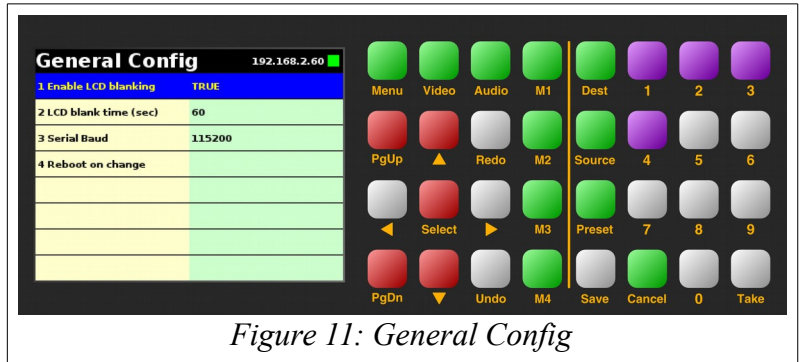 General Config 192.168.2.60
1 Enable LCD blanking TRUE
2 LCD blank time (sec) 60
3 Serial Baud 115200
4 Reboot on change
Menu Video Audio M1 Dest 1 2 3
PgUp Redo M2 Source 4 5 6
Select M3 Preset 7 8 9
PgDn Undo M4 Save Cancel 0 Take
Figure 11: General Config